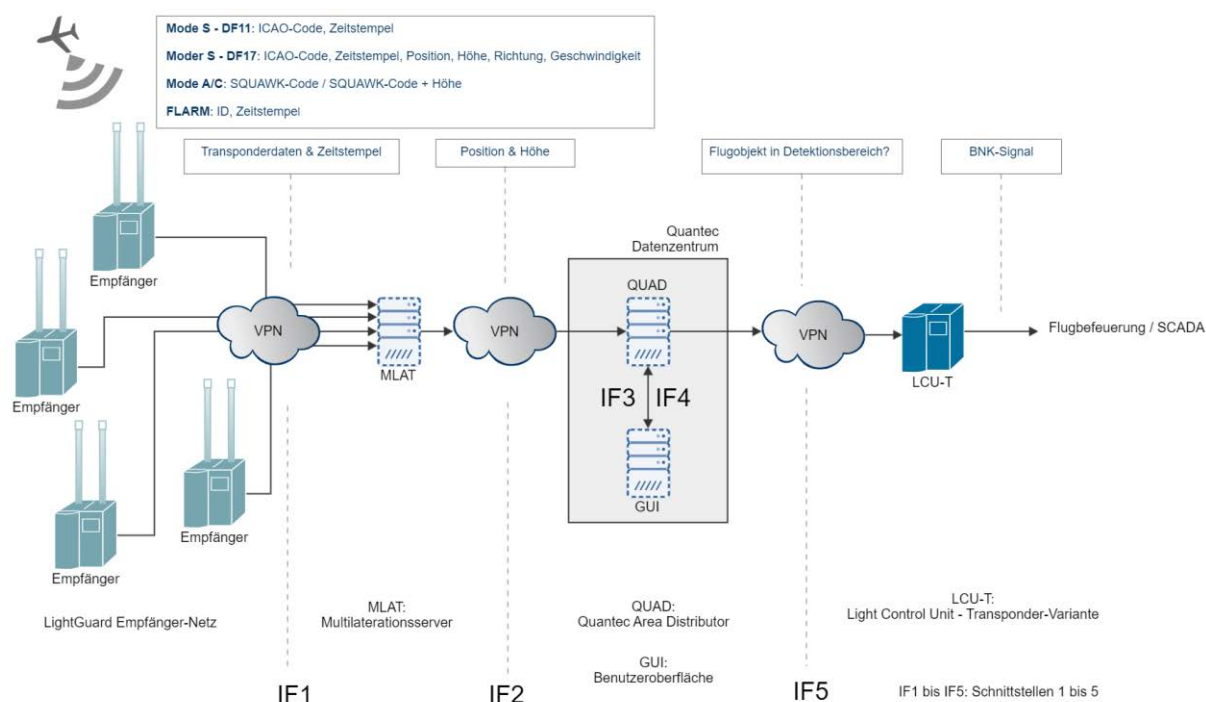 Mode S - DF11: ICAO-Code, Zeitstempel
Moder S - DF17: ICAO-Code, Zeitstempel, Position, Höhe, Richtung, Geschwindigkeit
Mode A/C: SQUAWK-Code / SQUAWK-Code + Höhe
FLARM: ID, Zeitstempel
Transponderdaten & Zeitstempel
Position & Höhe
Flugobjekt in Detektionsbereich?
BNK-Signal
Quantec
Datenzentrum
Empfänger
QUAD
VPN
VPN
VPN
Flugbefeuerung / SCADA
MLAT
LCU-T
Empfänger
IF3
IF4
GUI
Empfänger
Empfänger
LightGuard Empfänger-Netz
MLAT:
Multilaterationsserver
QUAD:
Quantec Area Distributor
LCU-T:
Light Control Unit - Transponder-Variante
GUI:
Benutzeroberfläche
IF1
IF2
IF5
IF1 bis IF5: Schnittstellen 1 bis 5